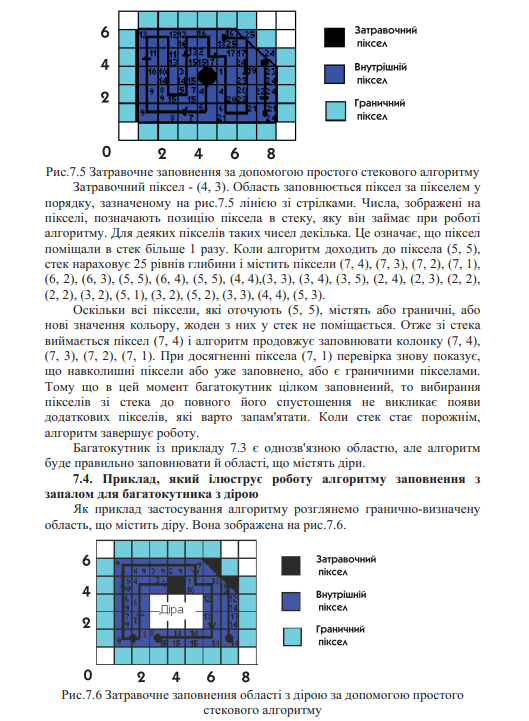 6
4
2
0
2
4
6
8
Затравочний
піксел
Внутрішній
піксел
Граничний
піксел
Рис.7.5 Затравочне заповнення за допомогою простого стекового алгоритму
Затравочний піксел - (4, 3). Область заповнюється піксел за пікселем у
порядку, зазначеному на рис.7.5 лінією зі стрілками. Числа, зображені на
пікселі, позначають позицію піксела в стеку, яку він займає при роботі
алгоритму. Для деяких пікселів таких чисел декілька. Це означає, що піксел
поміщали в стек більше 1 разу. Коли алгоритм доходить до піксела (5, 5),
стек нараховує 25 рівнів глибини і містить піксели (7, 4), (7, 3), (7, 2), (7, 1),
(6, 2), (6, 3), (5, 5), (6, 4), (5, 5), (4, 4),(3, 3), (3, 4), (3, 5), (2, 4), (2, 3), (2, 2),
(2, 2), (3, 2), (5, 1), (3, 2), (5, 2), (3, 3), (4, 4), (5, 3).
Оскільки всі піксели, які оточують (5, 5), містять або граничні, або
нові значення кольору, жоден з них у стек не поміщається. Отже зі стека
виймається піксел (7, 4) і алгоритм продовжує заповнювати колонку (7, 4),
(7, 3), (7, 2), (7, 1). При досягненні піксела (7, 1) перевірка знову показує,
що навколишні піксели або уже заповнено, або є граничними пікселами.
Тому що в цей момент багатокутник цілком заповнений, то вибирання
пікселів зі стека до повного його спустошення не викликає появи
додаткових пікселів, які варто запам'ятати. Коли стек стає порожнім,
алгоритм завершує роботу.
Багатокутник із прикладу 7.3 є однозв'язною областю, але алгоритм
буде правильно заповнювати й області, що містять діри.
7.4. Приклад, який ілюструє роботу алгоритму заповнення з
запалом для багатокутника з дірою
Як приклад застосування алгоритму розглянемо гранично-визначену
область, що містить діру. Вона зображена на рис.7.6.
6
4
2
0
2
4
6
8
Діра
Затравочний
піксел
Внутрішній
піксел
Граничний
піксел
Рис.7.6 Затравочне заповнення області з дірою за допомогою простого
стекового алгоритму